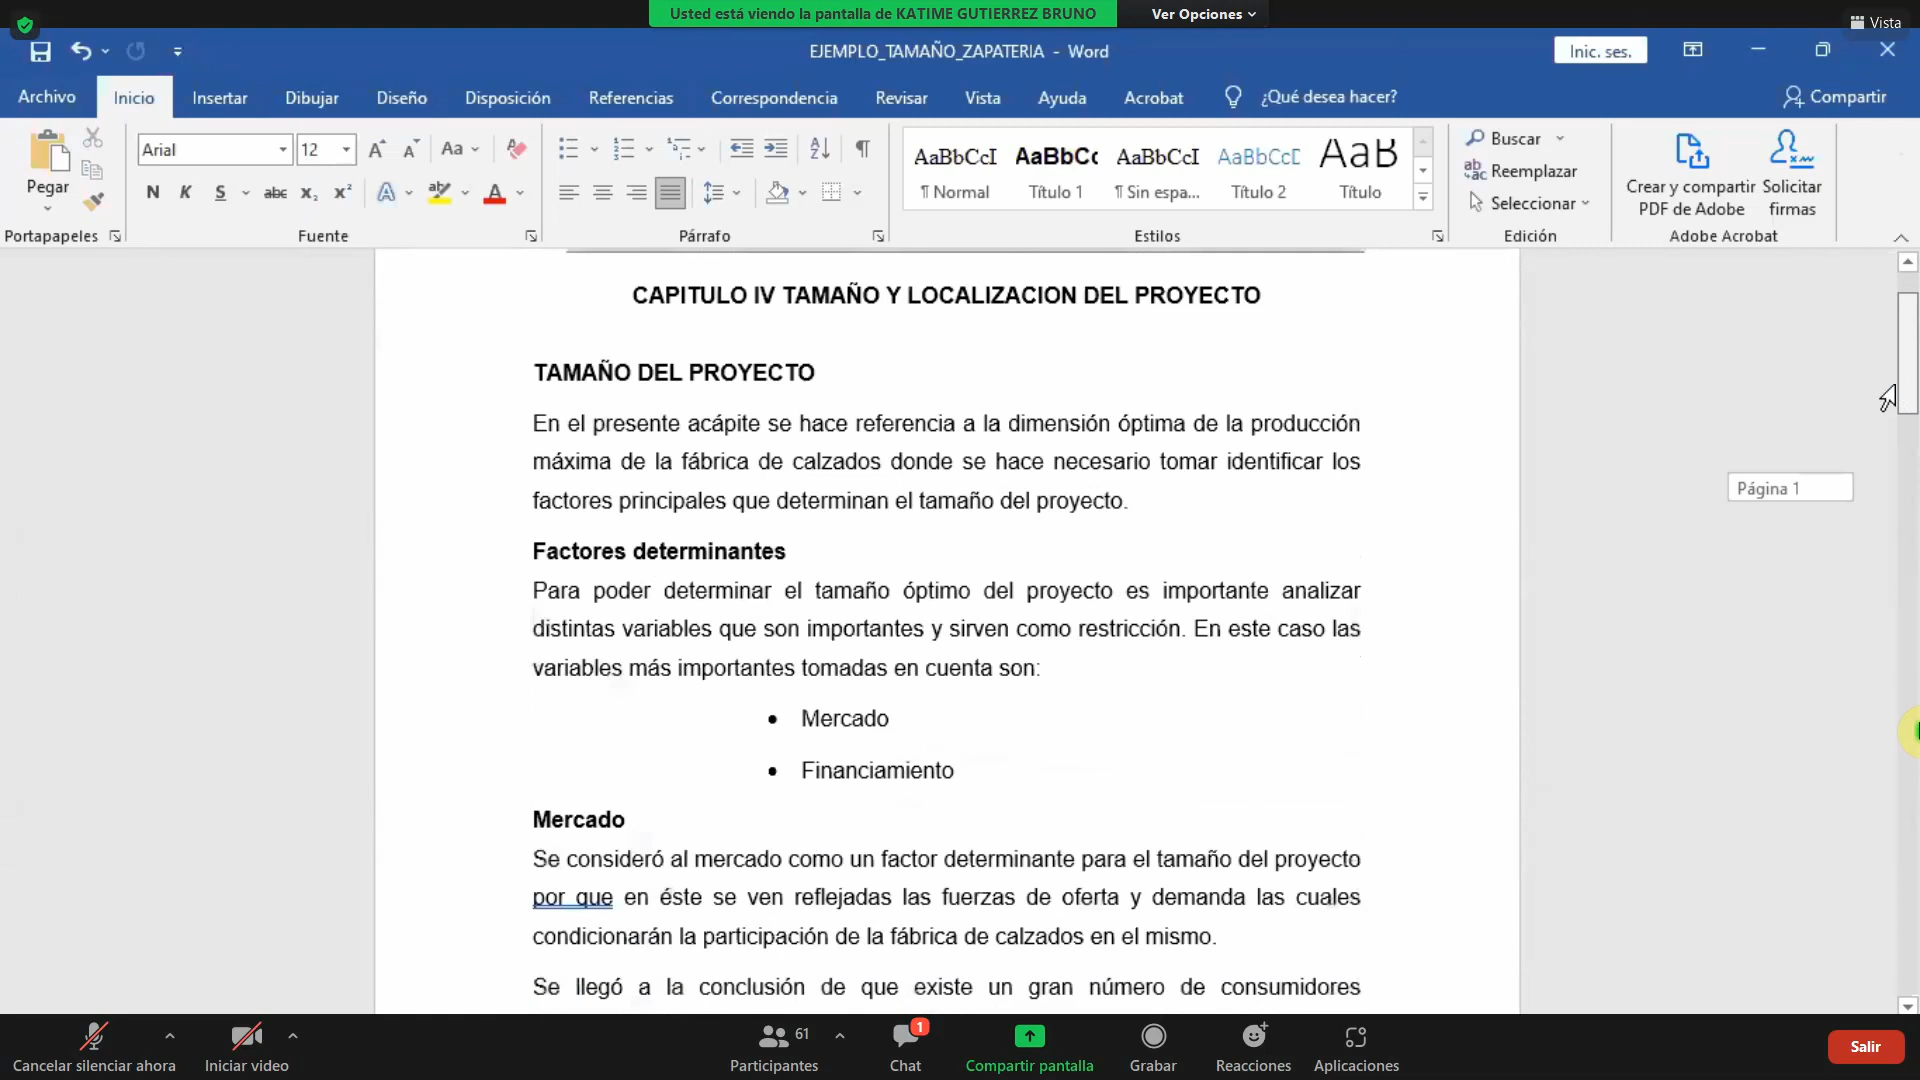 Usted está viendo la pantalla de KATIME GUTIERREZ BRUNO
Ver Opciones
Vista
EJEMPLO_TAMAÑO_ZAPATERIA - Word
Inic. ses.
Archivo
Inicio
Insertar
Dibujar
Diseño
Disposición
Referencias
Correspondencia
Revisar
Vista
Ayuda
Acrobat
¿Qué desea hacer?
Compartir
Pegar
Arial
12
Aa
N K S abc x₂ x²
AaBbCcI
¶ Normal
AaBbCc
Título 1
AaBbCcI
¶ Sin espa...
AaBbCcD
Título 2
AaB
Título
Buscar
Reemplazar
Seleccionar
Crear y compartir
PDF de Adobe
Solicitar
firmas
Portapapeles
Fuente
Párrafo
Estilos
Edición
Adobe Acrobat
CAPITULO IV TAMAÑO Y LOCALIZACION DEL PROYECTO
TAMAÑO DEL PROYECTO
En el presente acápite se hace referencia a la dimensión óptima de la producción
máxima de la fábrica de calzados donde se hace necesario tomar identificar los
factores principales que determinan el tamaño del proyecto.
Página 1
Factores determinantes
Para poder determinar el tamaño óptimo del proyecto es importante analizar
distintas variables que son importantes y sirven como restricción. En este caso las
variables más importantes tomadas en cuenta son:
• Mercado
• Financiamiento
Mercado
Se consideró al mercado como un factor determinante para el tamaño del proyecto
por que en éste se ven reflejadas las fuerzas de oferta y demanda las cuales
condicionarán la participación de la fábrica de calzados en el mismo.
Se llegó a la conclusión de que existe un gran número de consumidores
Cancelar silenciar ahora
Iniciar video
61
Participantes
1
Chat
Compartir pantalla
Grabar
Reacciones
Aplicaciones
Salir